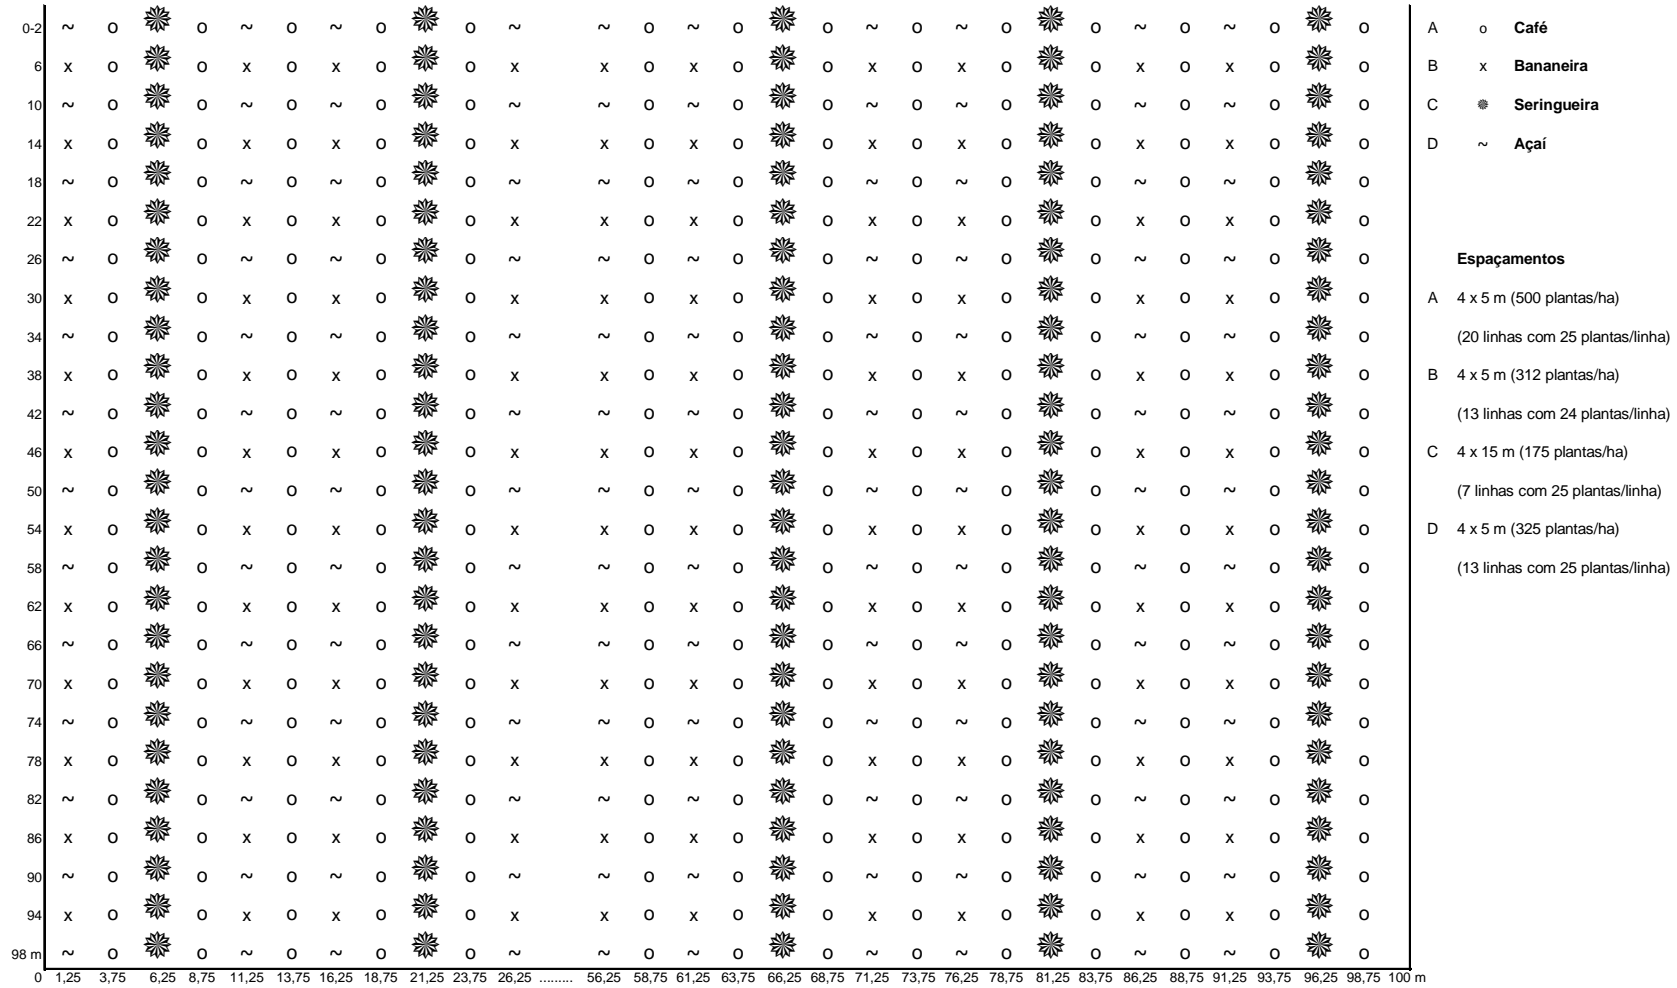 0-2 ~ o ✹ o ~ o ~ o ✹ o ~ ~ o ~ o ✹ o ~ o ~ o ✹ o ~ o ~ o ✹ o A o Café
6 x o ✹ o x o x o ✹ o x x o x o ✹ o x o x o ✹ o x o x o ✹ o B x Bananeira
10 ~ o ✹ o ~ o ~ o ✹ o ~ ~ o ~ o ✹ o ~ o ~ o ✹ o ~ o ~ o ✹ o C ✹ Seringueira
14 x o ✹ o x o x o ✹ o x x o x o ✹ o x o x o ✹ o x o x o ✹ o D ~ Açaí
18 ~ o ✹ o ~ o ~ o ✹ o ~ ~ o ~ o ✹ o ~ o ~ o ✹ o ~ o ~ o ✹ o
22 x o ✹ o x o x o ✹ o x x o x o ✹ o x o x o ✹ o x o x o ✹ o
26 ~ o ✹ o ~ o ~ o ✹ o ~ ~ o ~ o ✹ o ~ o ~ o ✹ o ~ o ~ o ✹ o Espaçamentos
30 x o ✹ o x o x o ✹ o x x o x o ✹ o x o x o ✹ o x o x o ✹ o A 4 x 5 m (500 plantas/ha)
34 ~ o ✹ o ~ o ~ o ✹ o ~ ~ o ~ o ✹ o ~ o ~ o ✹ o ~ o ~ o ✹ o (20 linhas com 25 plantas/linha)
38 x o ✹ o x o x o ✹ o x x o x o ✹ o x o x o ✹ o x o x o ✹ o B 4 x 5 m (312 plantas/ha)
42 ~ o ✹ o ~ o ~ o ✹ o ~ ~ o ~ o ✹ o ~ o ~ o ✹ o ~ o ~ o ✹ o (13 linhas com 24 plantas/linha)
46 x o ✹ o x o x o ✹ o x x o x o ✹ o x o x o ✹ o x o x o ✹ o C 4 x 15 m (175 plantas/ha)
50 ~ o ✹ o ~ o ~ o ✹ o ~ ~ o ~ o ✹ o ~ o ~ o ✹ o ~ o ~ o ✹ o (7 linhas com 25 plantas/linha)
54 x o ✹ o x o x o ✹ o x x o x o ✹ o x o x o ✹ o x o x o ✹ o D 4 x 5 m (325 plantas/ha)
58 ~ o ✹ o ~ o ~ o ✹ o ~ ~ o ~ o ✹ o ~ o ~ o ✹ o ~ o ~ o ✹ o (13 linhas com 25 plantas/linha)
62 x o ✹ o x o x o ✹ o x x o x o ✹ o x o x o ✹ o x o x o ✹ o
66 ~ o ✹ o ~ o ~ o ✹ o ~ ~ o ~ o ✹ o ~ o ~ o ✹ o ~ o ~ o ✹ o
70 x o ✹ o x o x o ✹ o x x o x o ✹ o x o x o ✹ o x o x o ✹ o
74 ~ o ✹ o ~ o ~ o ✹ o ~ ~ o ~ o ✹ o ~ o ~ o ✹ o ~ o ~ o ✹ o
78 x o ✹ o x o x o ✹ o x x o x o ✹ o x o x o ✹ o x o x o ✹ o
82 ~ o ✹ o ~ o ~ o ✹ o ~ ~ o ~ o ✹ o ~ o ~ o ✹ o ~ o ~ o ✹ o
86 x o ✹ o x o x o ✹ o x x o x o ✹ o x o x o ✹ o x o x o ✹ o
90 ~ o ✹ o ~ o ~ o ✹ o ~ ~ o ~ o ✹ o ~ o ~ o ✹ o ~ o ~ o ✹ o
94 x o ✹ o x o x o ✹ o x x o x o ✹ o x o x o ✹ o x o x o ✹ o
98 m ~ o ✹ o ~ o ~ o ✹ o ~ ~ o ~ o ✹ o ~ o ~ o ✹ o ~ o ~ o ✹ o
0 1,25 3,75 6,25 8,75 11,25 13,75 16,25 18,75 21,25 23,75 26,25 ......... 56,25 58,75 61,25 63,75 66,25 68,75 71,25 73,75 76,25 78,75 81,25 83,75 86,25 88,75 91,25 93,75 96,25 98,75 100 m